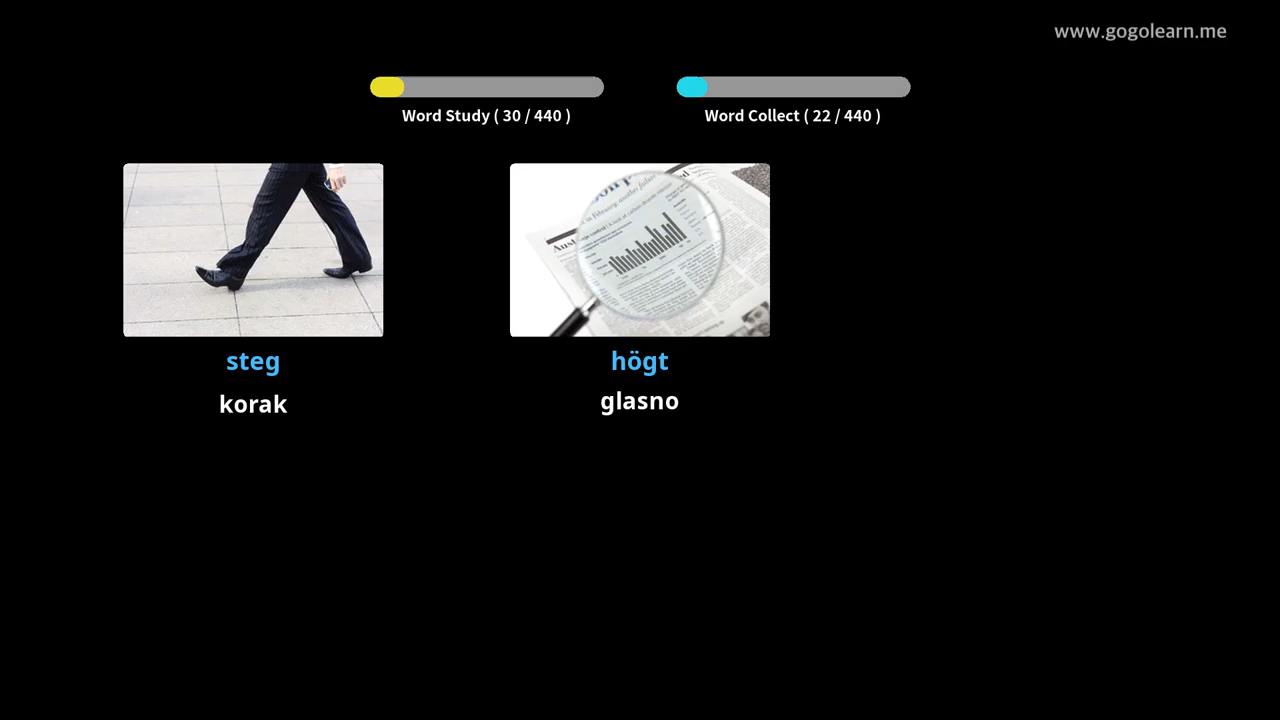 www.gogolearn.me
Word Study ( 30 / 440 )
Word Collect ( 22 / 440 )
steg
korak
högt
glasno